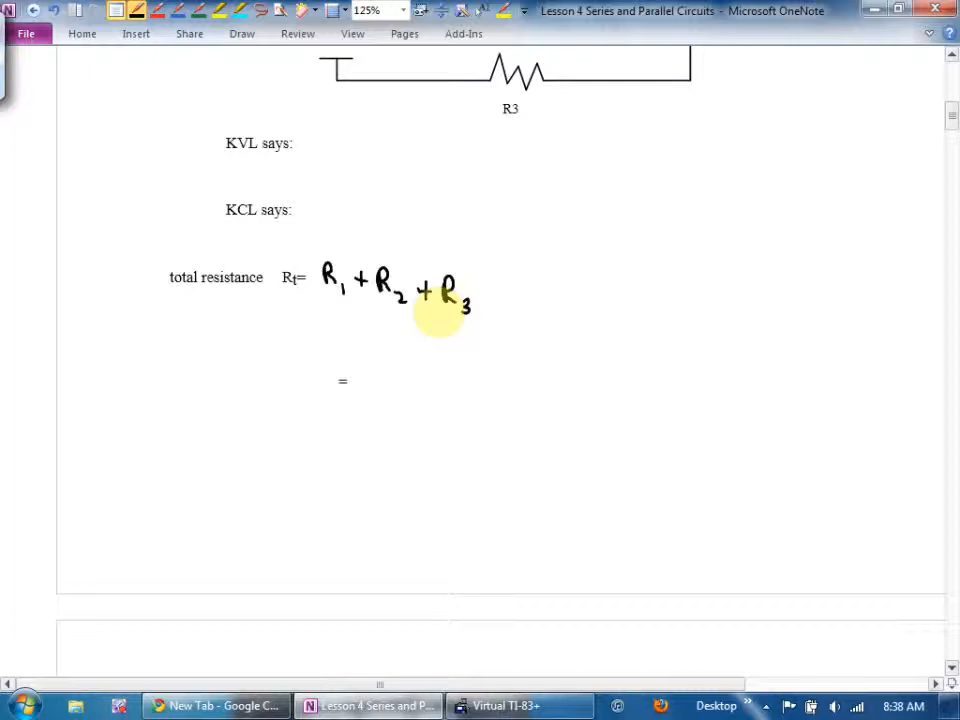 125% Lesson 4 Series and Parallel Circuits - Microsoft OneNote
File Home Insert Share Draw Review View Pages Add-Ins
R3
KVL says:
KCL says:
total resistance Rt= R1 + R2 + R3
=
New Tab - Google C... Lesson 4 Series and P... Virtual TI-83+ Desktop 8:38 AM